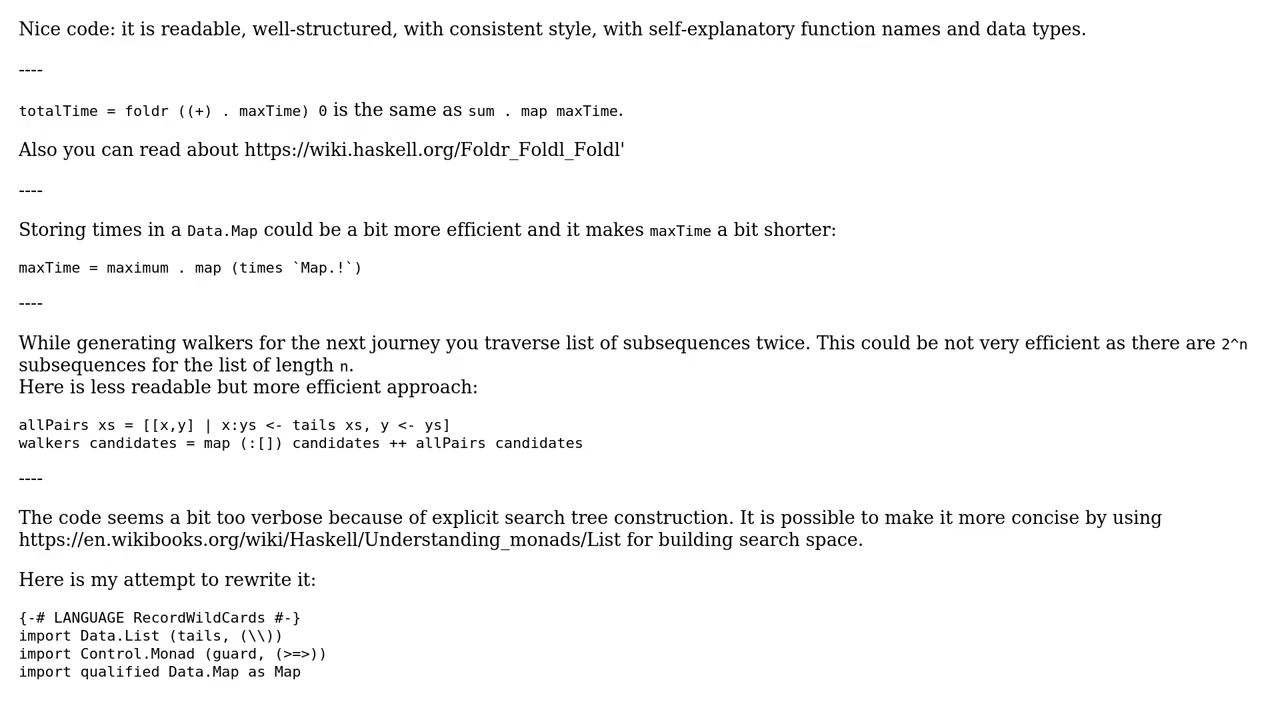 Nice code: it is readable, well-structured, with consistent style, with self-explanatory function names and data types.
----
totalTime = foldr ((+) . maxTime) 0 is the same as sum . map maxTime.
Also you can read about https://wiki.haskell.org/Foldr_Foldl_Foldl'
----
Storing times in a Data.Map could be a bit more efficient and it makes maxTime a bit shorter:
maxTime = maximum . map (times `Map.!`)
----
While generating walkers for the next journey you traverse list of subsequences twice. This could be not very efficient as there are 2^n
subsequences for the list of length n.
Here is less readable but more efficient approach:
allPairs xs = [[x,y] | x:ys <- tails xs, y <- ys]
walkers candidates = map (:[]) candidates ++ allPairs candidates
----
The code seems a bit too verbose because of explicit search tree construction. It is possible to make it more concise by using
https://en.wikibooks.org/wiki/Haskell/Understanding_monads/List for building search space.
Here is my attempt to rewrite it:
{-# LANGUAGE RecordWildCards #-}
import Data.List (tails, (\\))
import Control.Monad (guard, (>=>))
import qualified Data.Map as Map